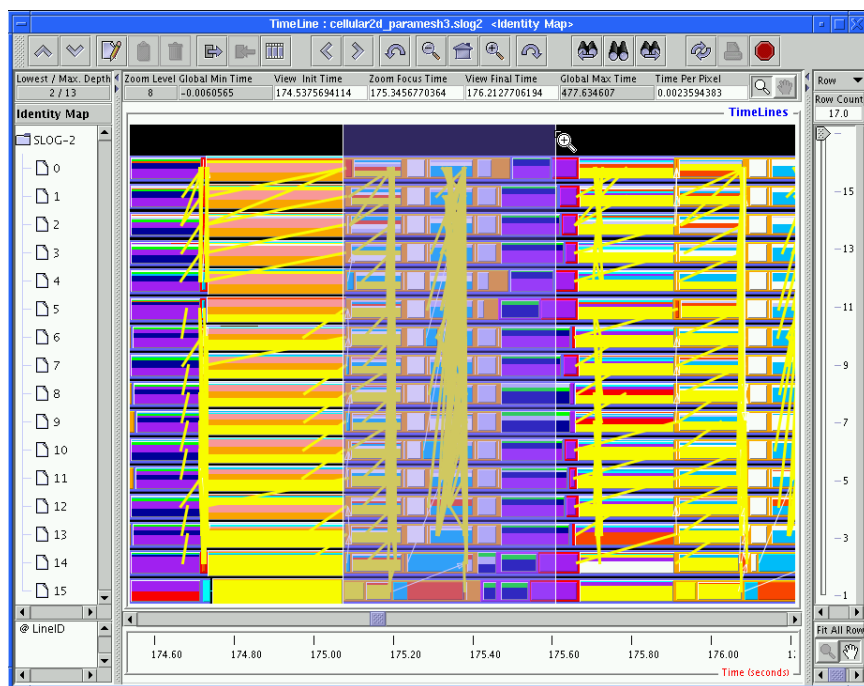 TimeLine : cellular2d_paramesh3.slog2 <Identity Map>
Lowest / Max. Depth
2 / 13
Zoom Level
8
Global Min Time
-0.0060565
View Init Time
174.5375694114
Zoom Focus Time
175.3456770364
View Final Time
176.2127706194
Global Max Time
477.634607
Time Per Pixel
0.0023594383
Row
Row Count
17.0
Identity Map
TimeLines
SLOG-2
0
1
2
3
4
5
6
7
8
9
10
11
12
13
14
15
-15
-13
-11
-9
-7
-5
-3
-1
@ LineID
Fit All Row
174.60
174.80
175.00
175.20
175.40
175.60
175.80
176.00
Time (seconds)